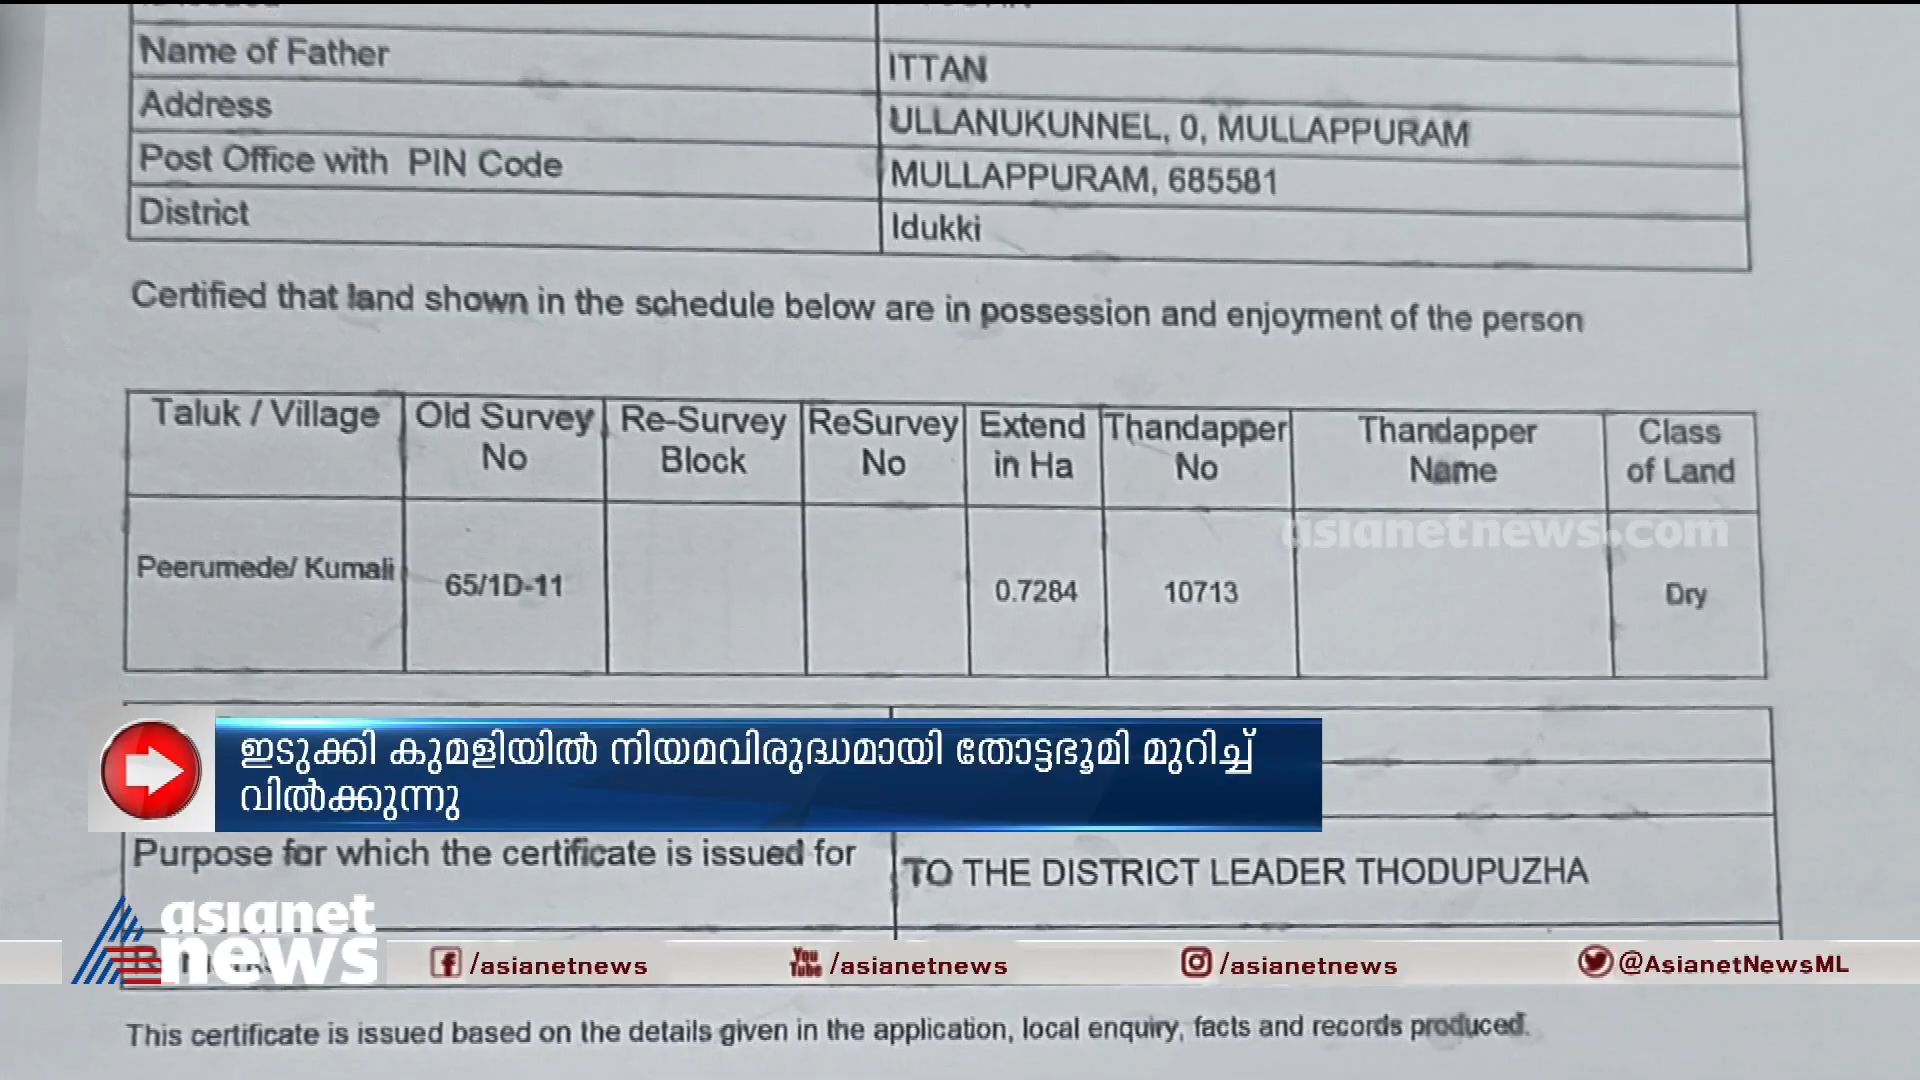 Name of Father
ITTAN
Address
ULLANUKUNNEL, 0, MULLAPPURAM
Post Office with PIN Code
MULLAPPURAM, 685581
District
Idukki
Certified that land shown in the schedule below are in possession and enjoyment of the person
Taluk / Village
Old Survey
No
Re-Survey
Block
ReSurvey
No
Extend
in Ha
Thandapper
No
Thandapper
Name
Class
of Land
Peerumede/ Kumali
65/1D-11
0.7284
10713
Dry
asianetnews.com
ഇടുക്കി കുമളിയിൽ നിയമവിരുദ്ധമായി തോട്ടഭൂമി മുറിച്ച്
വിൽക്കുന്നു
Purpose for which the certificate is issued for
TO THE DISTRICT LEADER THODUPUZHA
asianet
news
/asianetnews
You
Tube
/asianetnews
/asianetnews
@AsianetNewsML
This certificate is issued based on the details given in the application, local enquiry, facts and records produced.